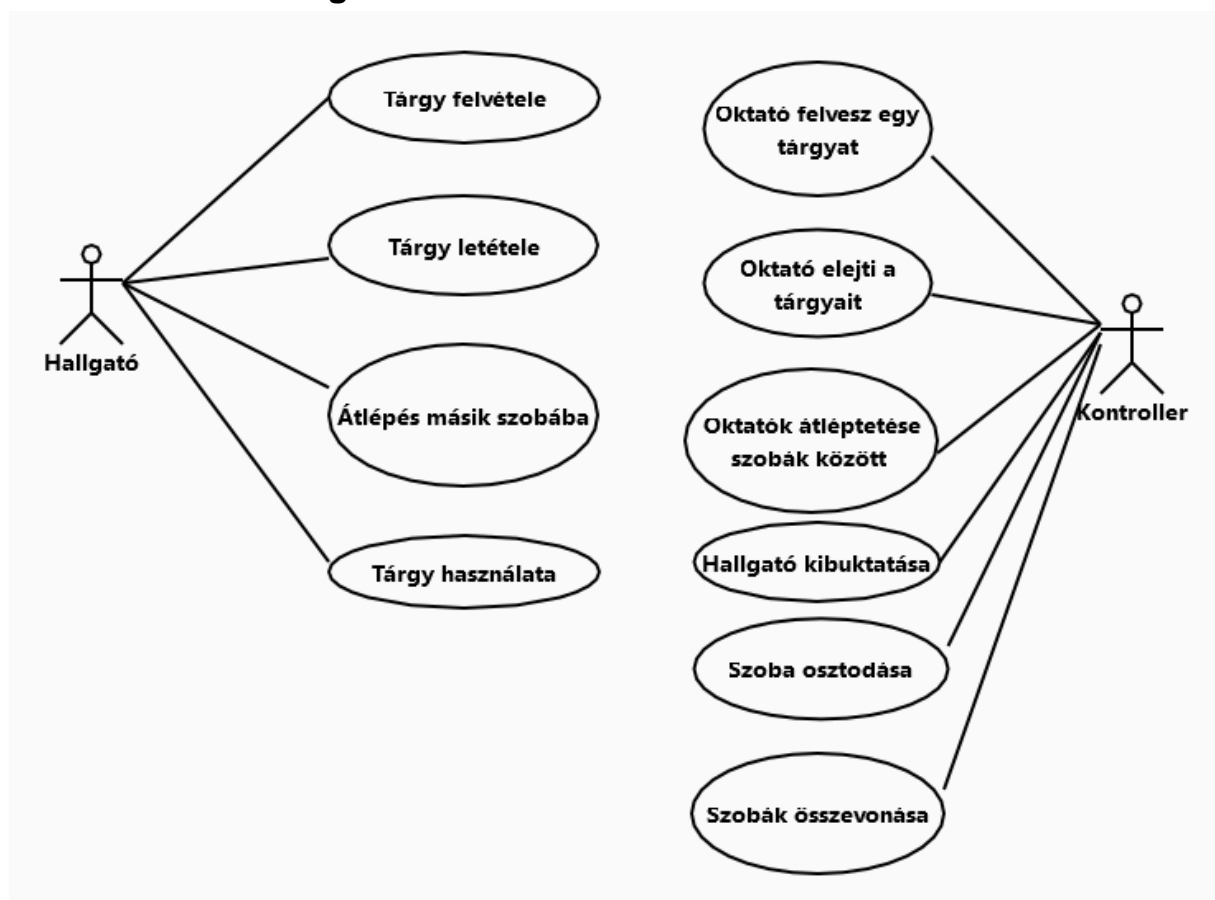 Tárgy felvétele
Tárgy letétele
Átlépés másik szobába
Tárgy használata
Hallgató
Oktató felvesz egy
tárgyat
Oktató elejti a
tárgyait
Oktatók átléptetése
szobák között
Hallgató kibuktatása
Szoba osztodása
Szobák összevonása
Kontroller